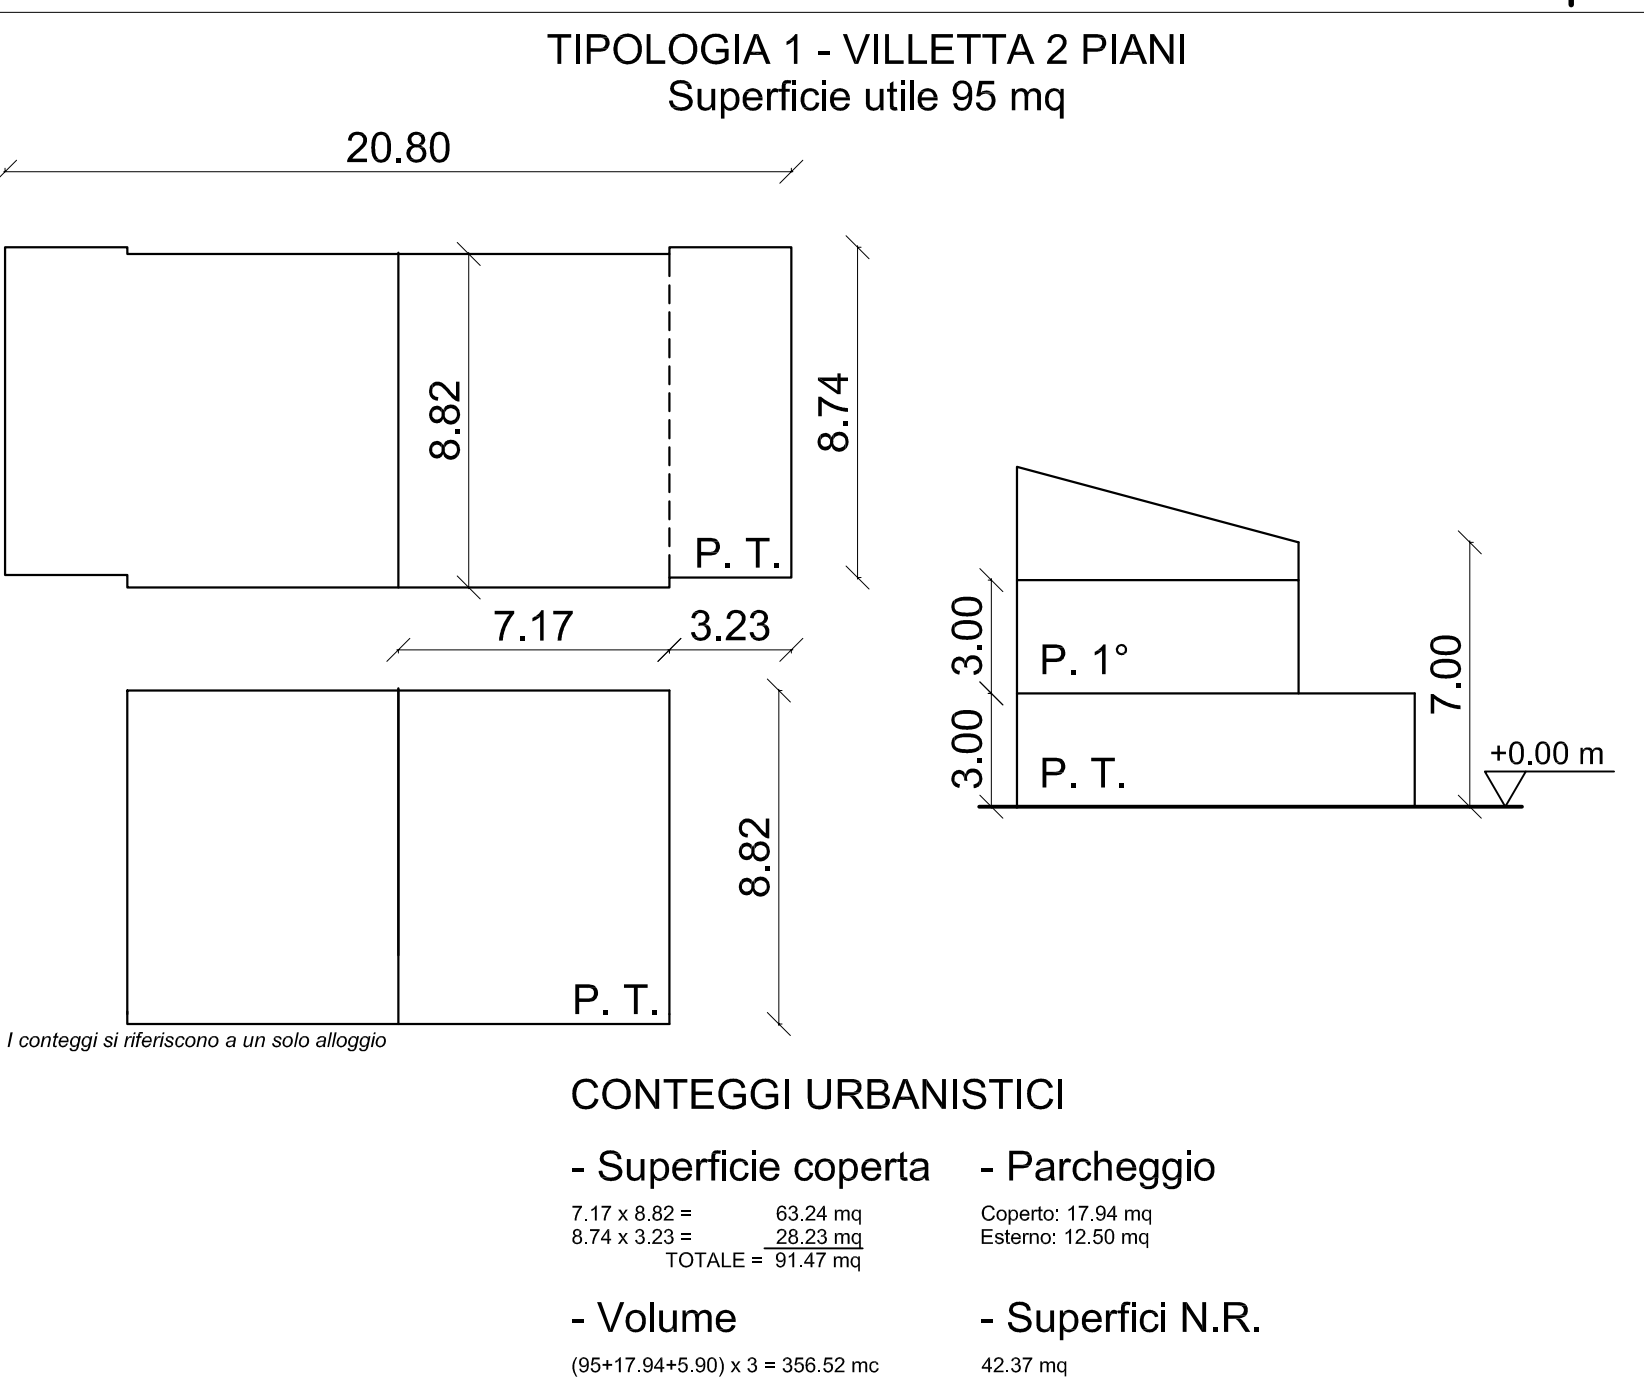 TIPOLOGIA 1 - VILLETTA 2 PIANI
Superficie utile 95 mq
20.80
8.82
8.74
P. T.
7.17
3.23
3.00
P. 1°
7.00
3.00
P. T.
+0.00 m
8.82
P. T.
I conteggi si riferiscono a un solo alloggio
CONTEGGI URBANISTICI
- Superficie coperta
7.17 x 8.82 = 63.24 mq
8.74 x 3.23 = 28.23 mq
TOTALE = 91.47 mq
- Parcheggio
Coperto: 17.94 mq
Esterno: 12.50 mq
- Volume
(95+17.94+5.90) x 3 = 356.52 mc
- Superfici N.R.
42.37 mq